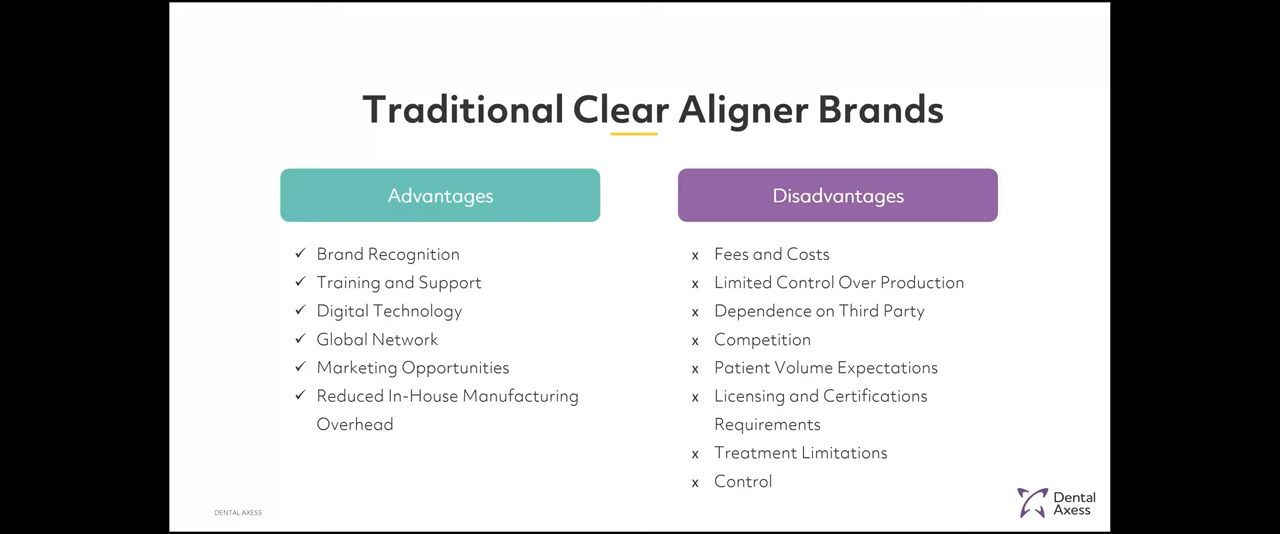 Traditional Clear Aligner Brands
Advantages
✓ Brand Recognition
✓ Training and Support
✓ Digital Technology
✓ Global Network
✓ Marketing Opportunities
✓ Reduced In-House Manufacturing
Overhead
Disadvantages
x Fees and Costs
x Limited Control Over Production
x Dependence on Third Party
x Competition
x Patient Volume Expectations
x Licensing and Certifications
Requirements
x Treatment Limitations
x Control
DENTAL AXESS
Dental
Axess